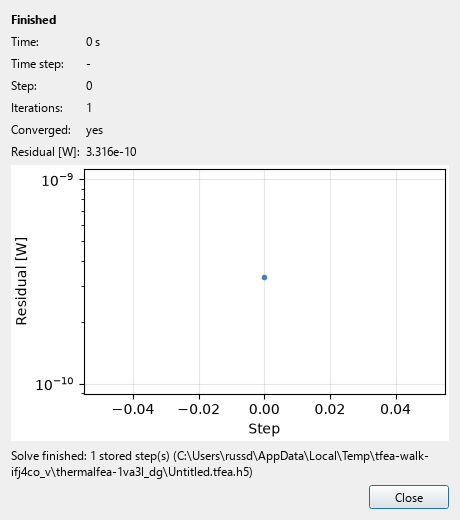 Finished
Time: 0 s
Time step: -
Step: 0
Iterations: 1
Converged: yes
Residual [W]: 3.316e-10
10⁻⁹
Residual [W]
10⁻¹⁰
−0.04 −0.02 0.00 0.02 0.04
Step
Solve finished: 1 stored step(s) (C:\Users\russd\AppData\Local\Temp\tfea-walk-
ifj4co_v\thermalfea-1va3l_dg\Untitled.tfea.h5)
Close